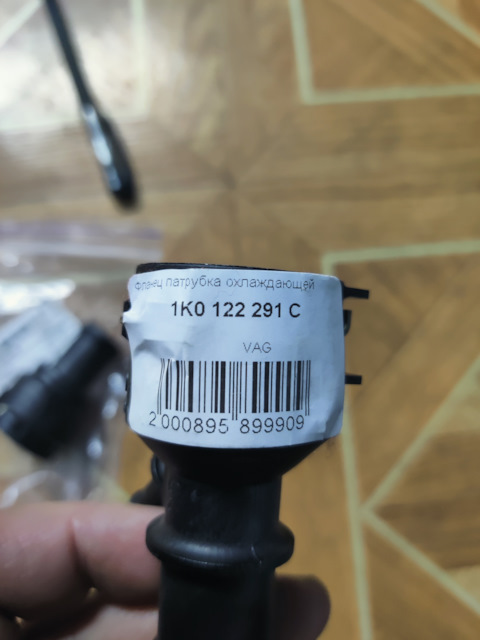 Фланец патрубка охлаждающей
1K0 122 291 C
VAG
2 000895 899909